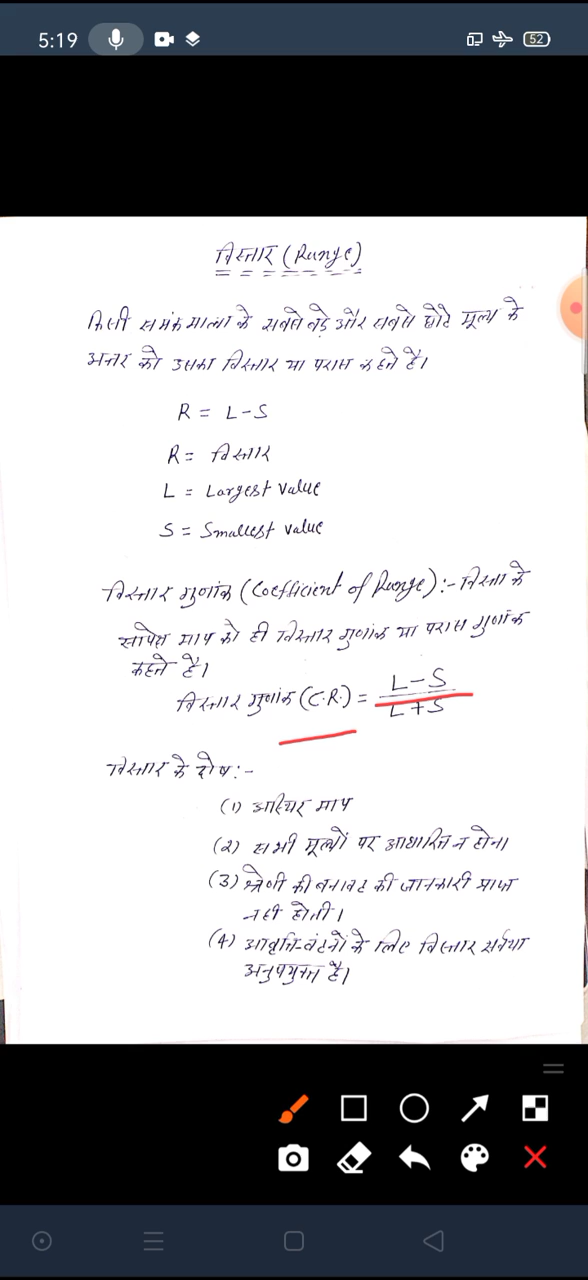 5:19
52
विस्तार (Range)
किसी समंक माला के सबसे बड़े और सबसे छोटे मूल्य के
अन्तर को उसका विस्तार या परास कहते है।
R = L-S
R = विस्तार
L = Largest value
S = Smallest value
विस्तार गुणांक (Coefficient of Range):- विस्तार के
सापेक्ष माप को ही विस्तार गुणांक या परास गुणांक
कहते है।
विस्तार गुणांक (C.R.) = L-S
L+S
विस्तार के दोष:-
(1) अस्थिर माप
(2) सभी मूल्यों पर आधारित न होना
(3) श्रेणी की बनावट की जानकारी प्राप्त
नही होती।
(4) आवृत्ति-वंटनों के लिए विस्तार सर्वथा
अनुपयुक्त है।